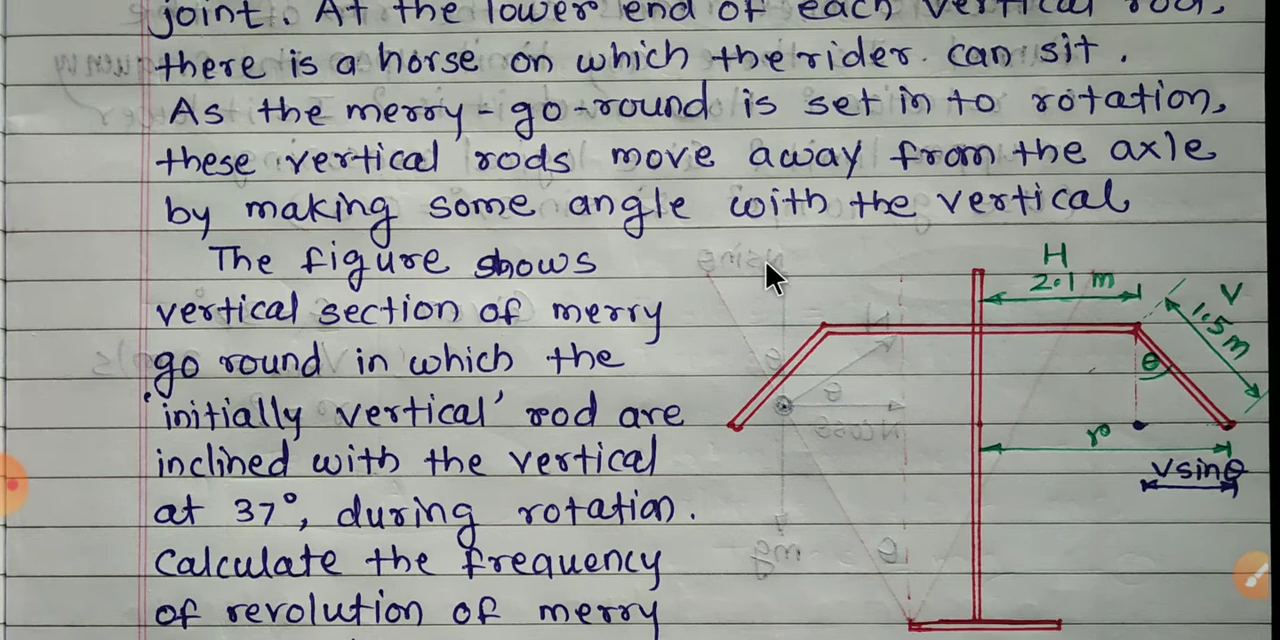 joint. At the lower end of each vertical rod,
there is a horse on which the rider can sit.
As the merry-go-round is set in to rotation,
these vertical rods move away from the axle
by making some angle with the vertical
The figure shows
vertical section of merry
go round in which the
'initially vertical' rod are
inclined with the vertical
at 37°, during rotation.
Calculate the frequency
of revolution of merry
H
2.1 m
V
1.5m
θ
r
Vsinθ